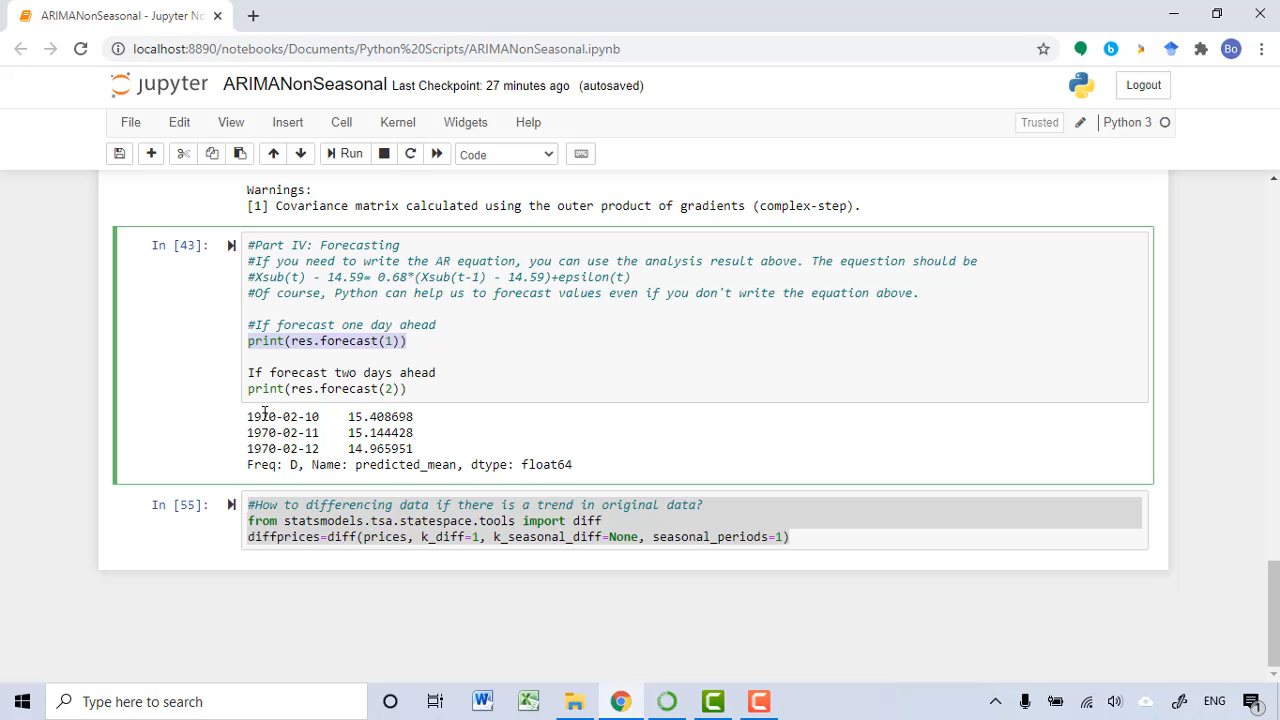 ARIMANonSeasonal - Jupyter No
localhost:8890/notebooks/Documents/Python%20Scripts/ARIMANonSeasonal.ipynb
Bo
jupyter ARIMANonSeasonal Last Checkpoint: 27 minutes ago (autosaved)
Logout
File Edit View Insert Cell Kernel Widgets Help
Trusted Python 3
Run Code
Warnings:
[1] Covariance matrix calculated using the outer product of gradients (complex-step).
In [43]:
#Part IV: Forecasting
#If you need to write the AR equation, you can use the analysis result above. The equestion should be
#Xsub(t) - 14.59= 0.68*(Xsub(t-1) - 14.59)+epsilon(t)
#Of course, Python can help us to forecast values even if you don't write the equation above.
#If forecast one day ahead
print(res.forecast(1))
If forecast two days ahead
print(res.forecast(2))
1970-02-10 15.408698
1970-02-11 15.144428
1970-02-12 14.965951
Freq: D, Name: predicted_mean, dtype: float64
In [55]:
#How to differencing data if there is a trend in original data?
from statsmodels.tsa.statespace.tools import diff
diffprices=diff(prices, k_diff=1, k_seasonal_diff=None, seasonal_periods=1)
Type here to search
ENG